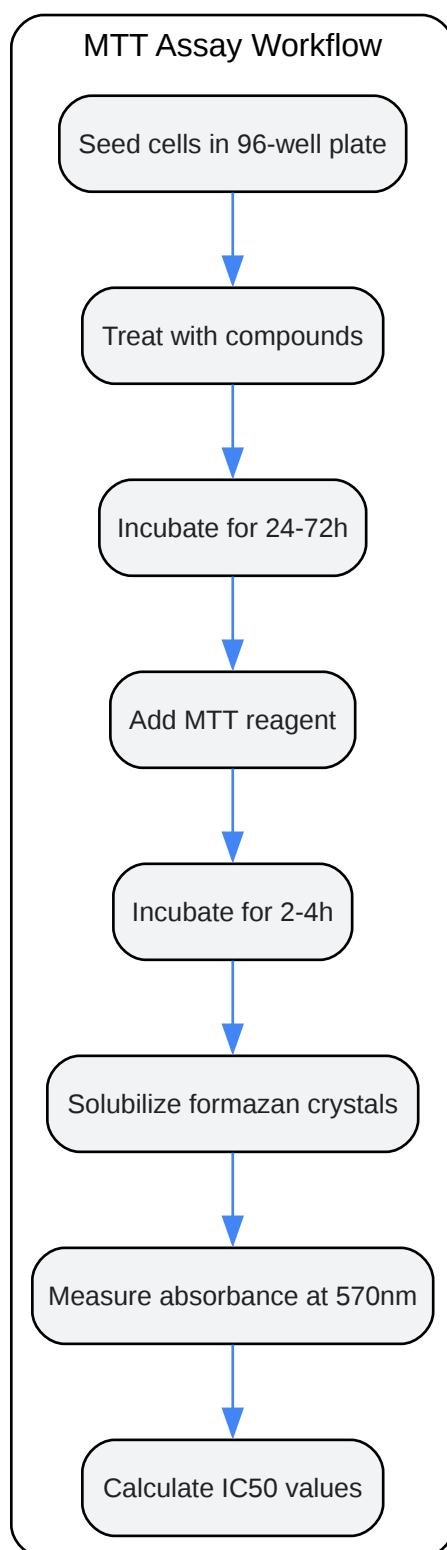 MTT Assay Workflow
Seed cells in 96-well plate
Treat with compounds
Incubate for 24-72h
Add MTT reagent
Incubate for 2-4h
Solubilize formazan crystals
Measure absorbance at 570nm
Calculate IC50 values